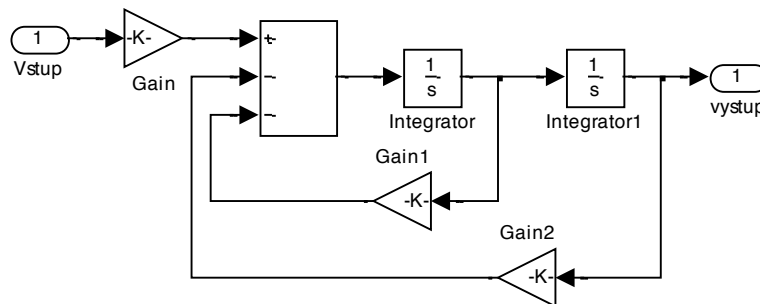 1
Vstup
-K-
Gain
+
-
-
1
s
Integrator
1
s
Integrator1
1
vystup
Gain1
-K-
Gain2
-K-